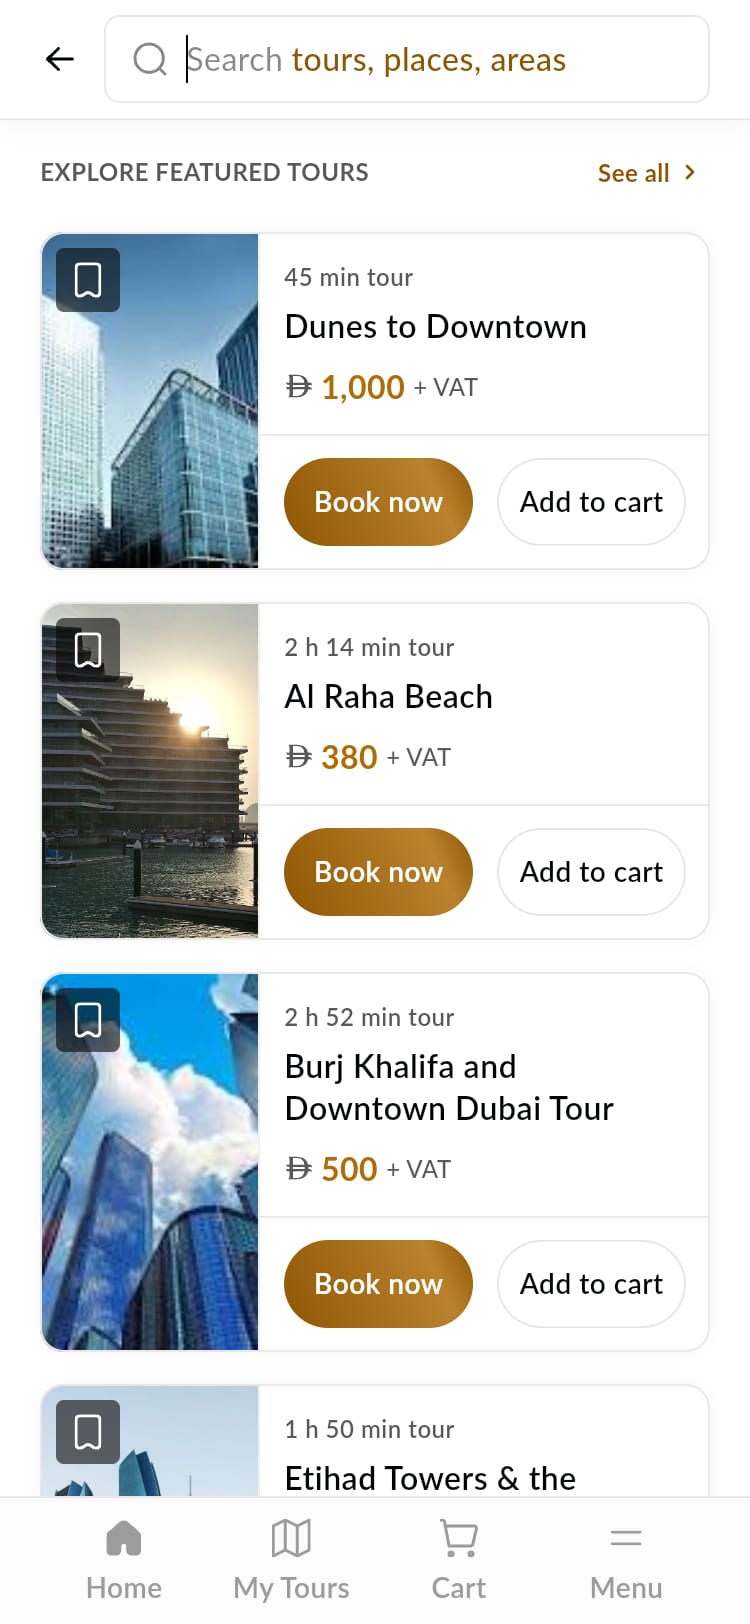 Search tours, places, areas
EXPLORE FEATURED TOURS
See all
45 min tour
Dunes to Downtown
1,000 + VAT
Book now
Add to cart
2 h 14 min tour
Al Raha Beach
380 + VAT
Book now
Add to cart
2 h 52 min tour
Burj Khalifa and
Downtown Dubai Tour
500 + VAT
Book now
Add to cart
1 h 50 min tour
Etihad Towers & the
Home
My Tours
Cart
Menu